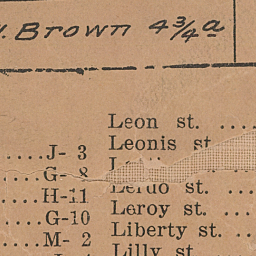 . Brown 4¾a
Leon st. ....
.... J- 3 Leonis st.
.... G- 8
.... H-11 Lerdo st. ...
.... G-10 Leroy st. ...
.... M- 2 Liberty st. ..
Lilly st.